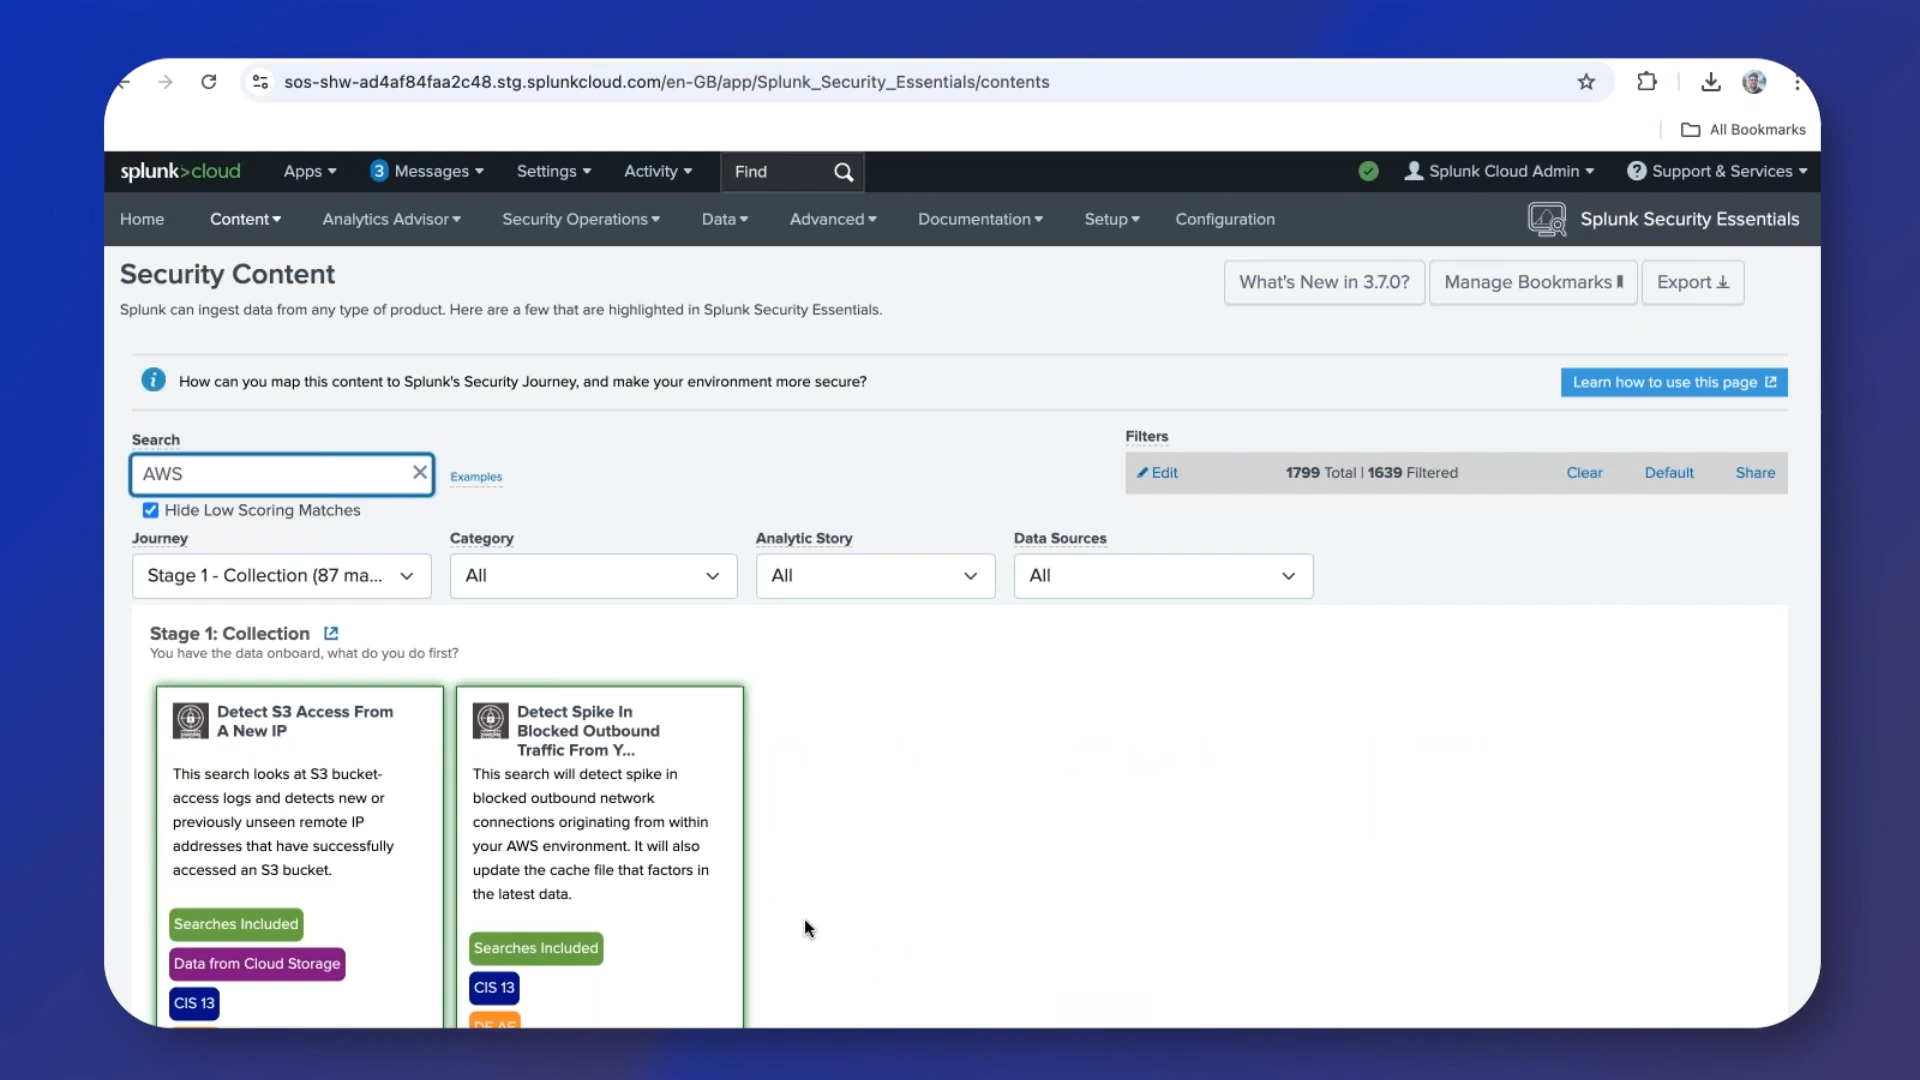 sos-shw-ad4af84faa2c48.stg.splunkcloud.com/en-GB/app/Splunk_Security_Essentials/contents
All Bookmarks
splunk>cloud Apps 3 Messages Settings Activity Find Splunk Cloud Admin ? Support & Services
Home Content Analytics Advisor Security Operations Data Advanced Documentation Setup Configuration Splunk Security Essentials
Security Content
What's New in 3.7.0? Manage Bookmarks Export
Splunk can ingest data from any type of product. Here are a few that are highlighted in Splunk Security Essentials.
i How can you map this content to Splunk's Security Journey, and make your environment more secure? Learn how to use this page
Search
Filters
AWS Examples
Edit 1799 Total | 1639 Filtered Clear Default Share
Hide Low Scoring Matches
Journey Category Analytic Story Data Sources
Stage 1 - Collection (87 ma... All All All
Stage 1: Collection
You have the data onboard, what do you do first?
Detect S3 Access From
A New IP
This search looks at S3 bucket-
access logs and detects new or
previously unseen remote IP
addresses that have successfully
accessed an S3 bucket.
Searches Included
Data from Cloud Storage
CIS 13
Detect Spike In
Blocked Outbound
Traffic From Y...
This search will detect spike in
blocked outbound network
connections originating from within
your AWS environment. It will also
update the cache file that factors in
the latest data.
Searches Included
CIS 13
DE.AE